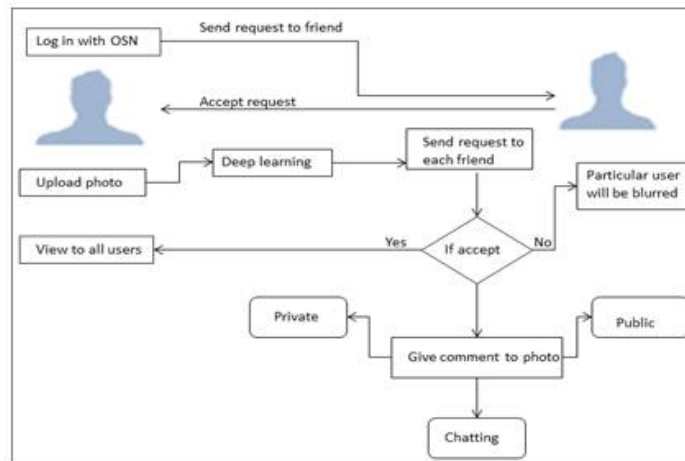 Log in with OSN
Send request to friend
Accept request
Upload photo
Deep learning
Send request to
each friend
Particular user
will be blurred
View to all users
Yes
If accept
No
Private
Give comment to photo
Public
Chatting